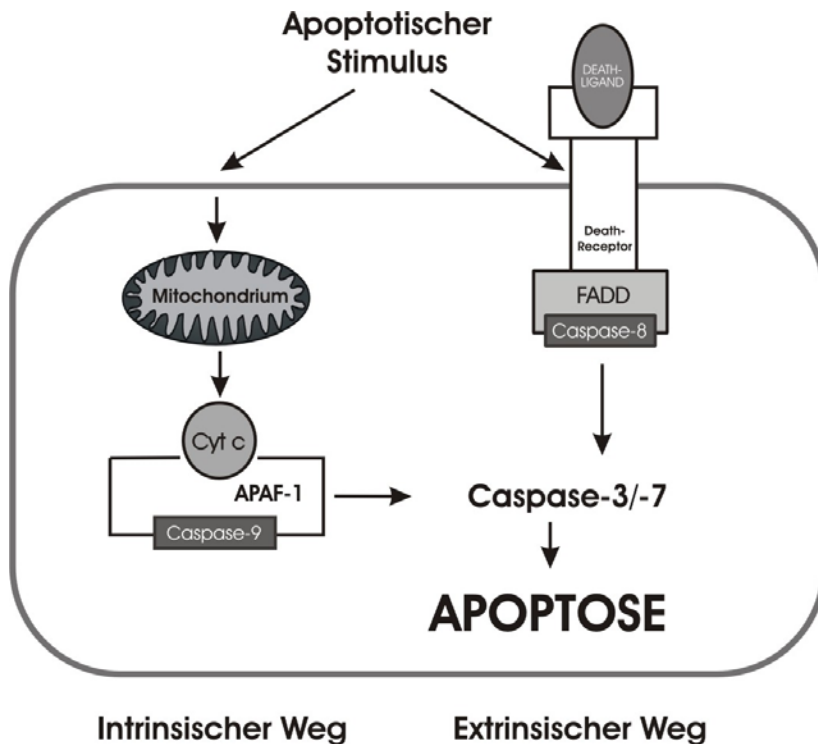 Apoptotischer
Stimulus
DEATH-
LIGAND
Death-
Receptor
Mitochondrium
FADD
Caspase-8
Cyt c
APAF-1
Caspase-9
Caspase-3/-7
APOPTOSE
Intrinsischer Weg
Extrinsischer Weg